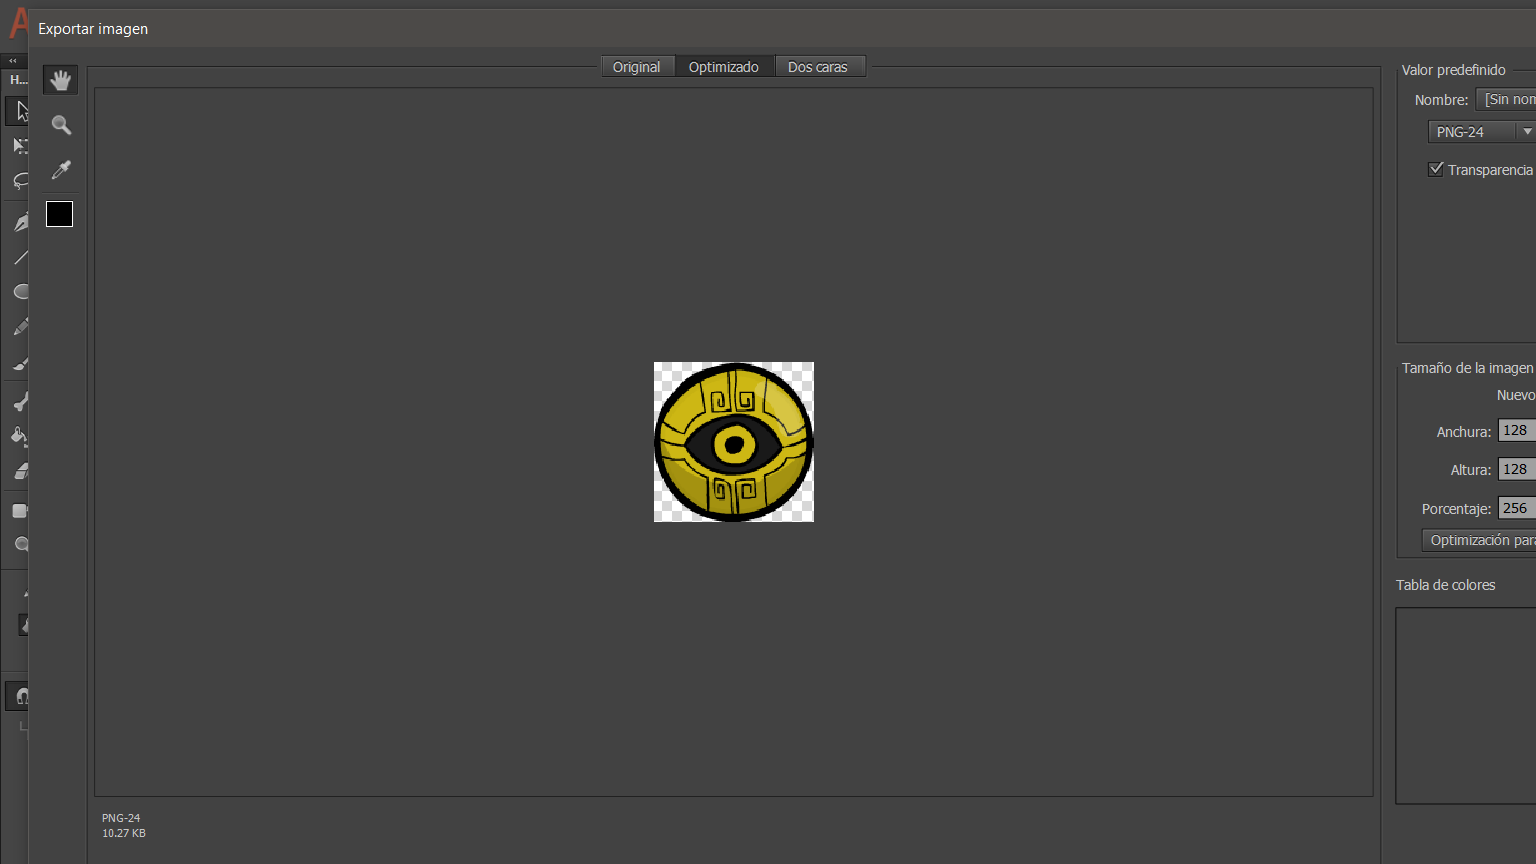 Exportar imagen
H...
Original
Optimizado
Dos caras
Valor predefinido
Nombre:
[Sin nom
PNG-24
Transparencia
Tamaño de la imagen
Nuevo
Anchura: 128
Altura: 128
Porcentaje: 256
Optimización para
Tabla de colores
PNG-24
10.27 KB